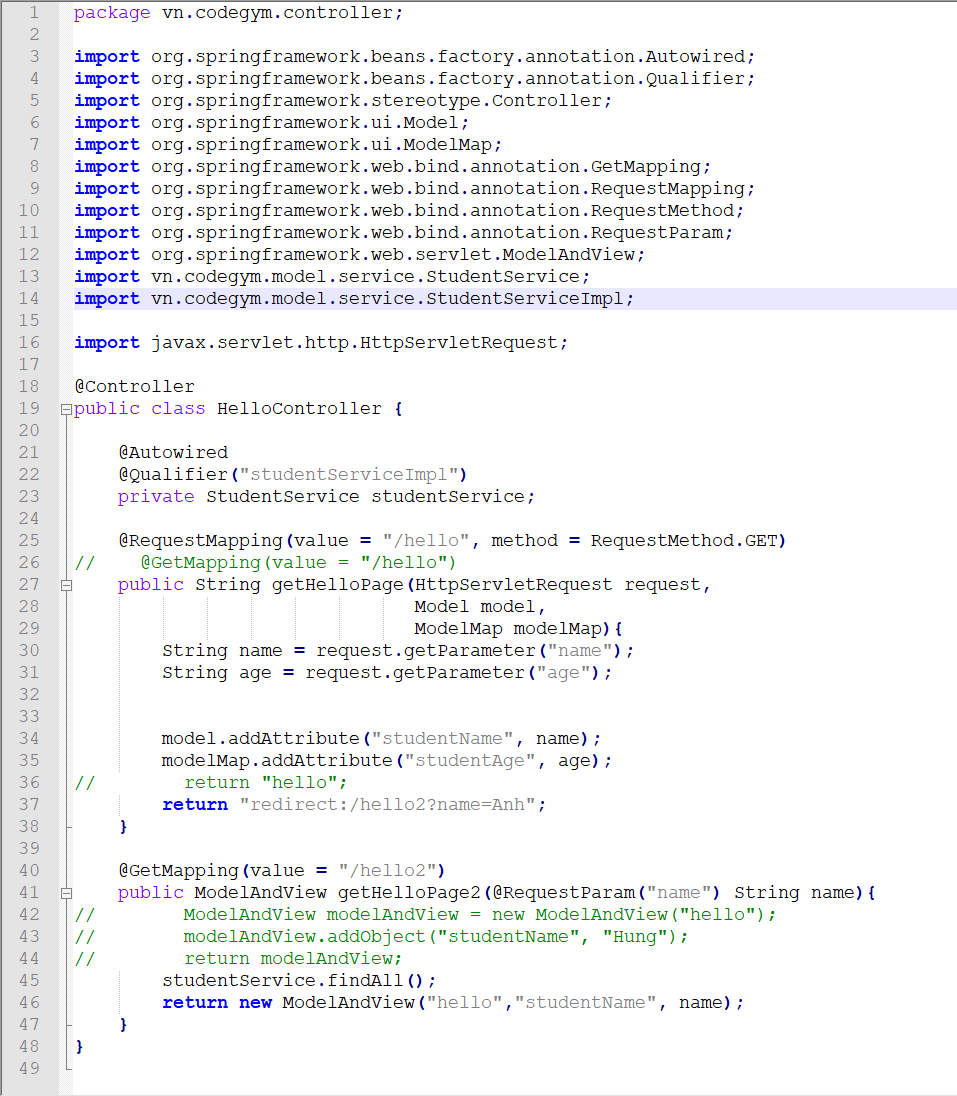 1 package vn.codegym.controller;
2
3 import org.springframework.beans.factory.annotation.Autowired;
4 import org.springframework.beans.factory.annotation.Qualifier;
5 import org.springframework.stereotype.Controller;
6 import org.springframework.ui.Model;
7 import org.springframework.ui.ModelMap;
8 import org.springframework.web.bind.annotation.GetMapping;
9 import org.springframework.web.bind.annotation.RequestMapping;
10 import org.springframework.web.bind.annotation.RequestMethod;
11 import org.springframework.web.bind.annotation.RequestParam;
12 import org.springframework.web.servlet.ModelAndView;
13 import vn.codegym.model.service.StudentService;
14 import vn.codegym.model.service.StudentServiceImpl;
15
16 import javax.servlet.http.HttpServletRequest;
17
18 @Controller
19 public class HelloController {
20
21     @Autowired
22     @Qualifier("studentServiceImpl")
23     private StudentService studentService;
24
25     @RequestMapping(value = "/hello", method = RequestMethod.GET)
26 //    @GetMapping(value = "/hello")
27     public String getHelloPage(HttpServletRequest request,
28                                Model model,
29                                ModelMap modelMap){
30         String name = request.getParameter("name");
31         String age = request.getParameter("age");
32
33
34         model.addAttribute("studentName", name);
35         modelMap.addAttribute("studentAge", age);
36 //        return "hello";
37         return "redirect:/hello2?name=Anh";
38     }
39
40     @GetMapping(value = "/hello2")
41     public ModelAndView getHelloPage2(@RequestParam("name") String name){
42 //        ModelAndView modelAndView = new ModelAndView("hello");
43 //        modelAndView.addObject("studentName", "Hung");
44 //        return modelAndView;
45         studentService.findAll();
46         return new ModelAndView("hello","studentName", name);
47     }
48 }
49